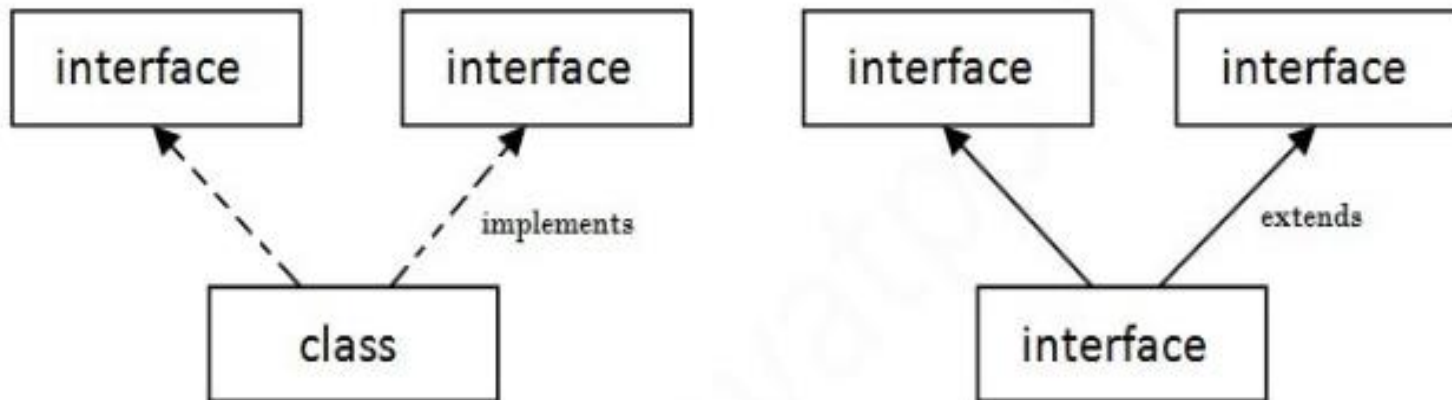 interface interface interface interface
implements extends
class interface